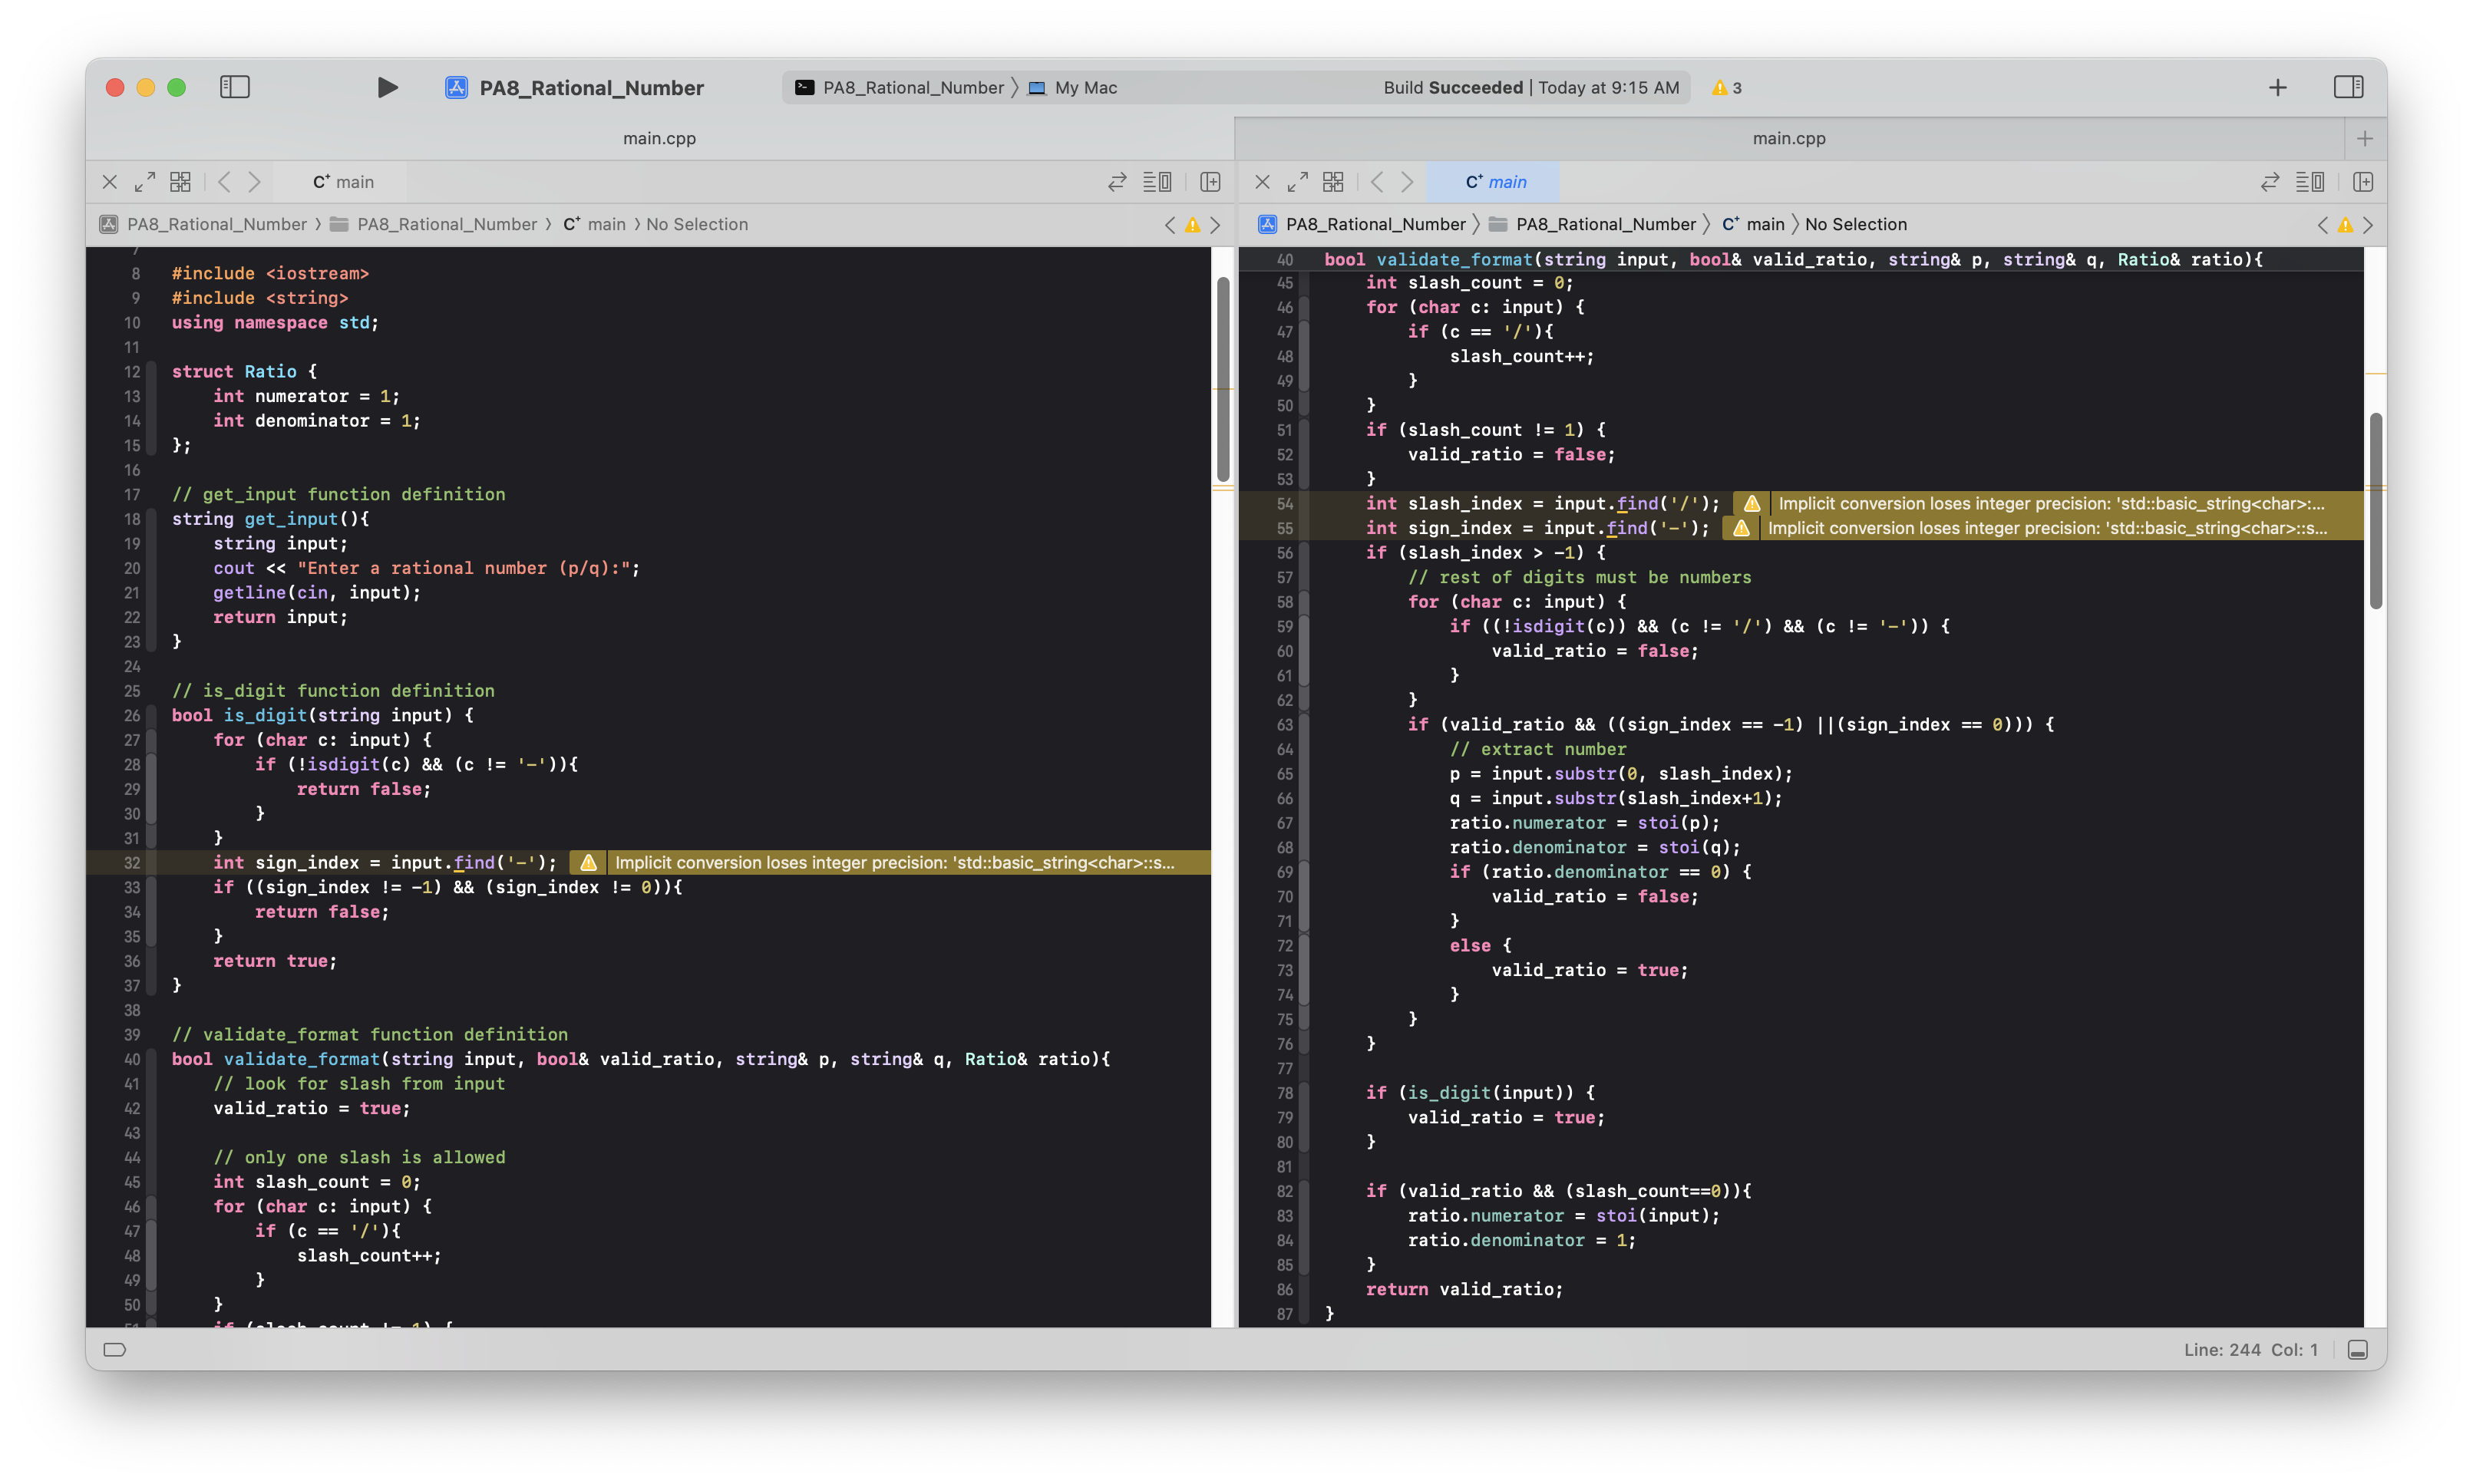 PA8_Rational_Number
PA8_Rational_Number
My Mac
Build Succeeded | Today at 9:15 AM
3
main.cpp
main.cpp
C+ main
C+ main
PA8_Rational_Number
PA8_Rational_Number
C+ main
No Selection
PA8_Rational_Number
PA8_Rational_Number
C+ main
No Selection
7
8 #include <iostream>
9 #include <string>
10 using namespace std;
11
12 struct Ratio {
13     int numerator = 1;
14     int denominator = 1;
15 };
16
17 // get_input function definition
18 string get_input(){
19     string input;
20     cout << "Enter a rational number (p/q):";
21     getline(cin, input);
22     return input;
23 }
24
25 // is_digit function definition
26 bool is_digit(string input) {
27     for (char c: input) {
28         if (!isdigit(c) && (c != '-')){
29             return false;
30         }
31     }
32     int sign_index = input.find('-'); Implicit conversion loses integer precision: 'std::basic_string<char>::s...
33     if ((sign_index != -1) && (sign_index != 0)){
34         return false;
35     }
36     return true;
37 }
38
39 // validate_format function definition
40 bool validate_format(string input, bool& valid_ratio, string& p, string& q, Ratio& ratio){
41     // look for slash from input
42     valid_ratio = true;
43
44     // only one slash is allowed
45     int slash_count = 0;
46     for (char c: input) {
47         if (c == '/'){
48             slash_count++;
49         }
50     }
51     if (slash_count != 1) {
40 bool validate_format(string input, bool& valid_ratio, string& p, string& q, Ratio& ratio){
45     int slash_count = 0;
46     for (char c: input) {
47         if (c == '/'){
48             slash_count++;
49         }
50     }
51     if (slash_count != 1) {
52         valid_ratio = false;
53     }
54     int slash_index = input.find('/'); Implicit conversion loses integer precision: 'std::basic_string<char>:...
55     int sign_index = input.find('-'); Implicit conversion loses integer precision: 'std::basic_string<char>::s...
56     if (slash_index > -1) {
57         // rest of digits must be numbers
58         for (char c: input) {
59             if ((!isdigit(c)) && (c != '/') && (c != '-')) {
60                 valid_ratio = false;
61             }
62         }
63         if (valid_ratio && ((sign_index == -1) ||(sign_index == 0))) {
64             // extract number
65             p = input.substr(0, slash_index);
66             q = input.substr(slash_index+1);
67             ratio.numerator = stoi(p);
68             ratio.denominator = stoi(q);
69             if (ratio.denominator == 0) {
70                 valid_ratio = false;
71             }
72             else {
73                 valid_ratio = true;
74             }
75         }
76     }
77
78     if (is_digit(input)) {
79         valid_ratio = true;
80     }
81
82     if (valid_ratio && (slash_count==0)){
83         ratio.numerator = stoi(input);
84         ratio.denominator = 1;
85     }
86     return valid_ratio;
87 }
Line: 244 Col: 1